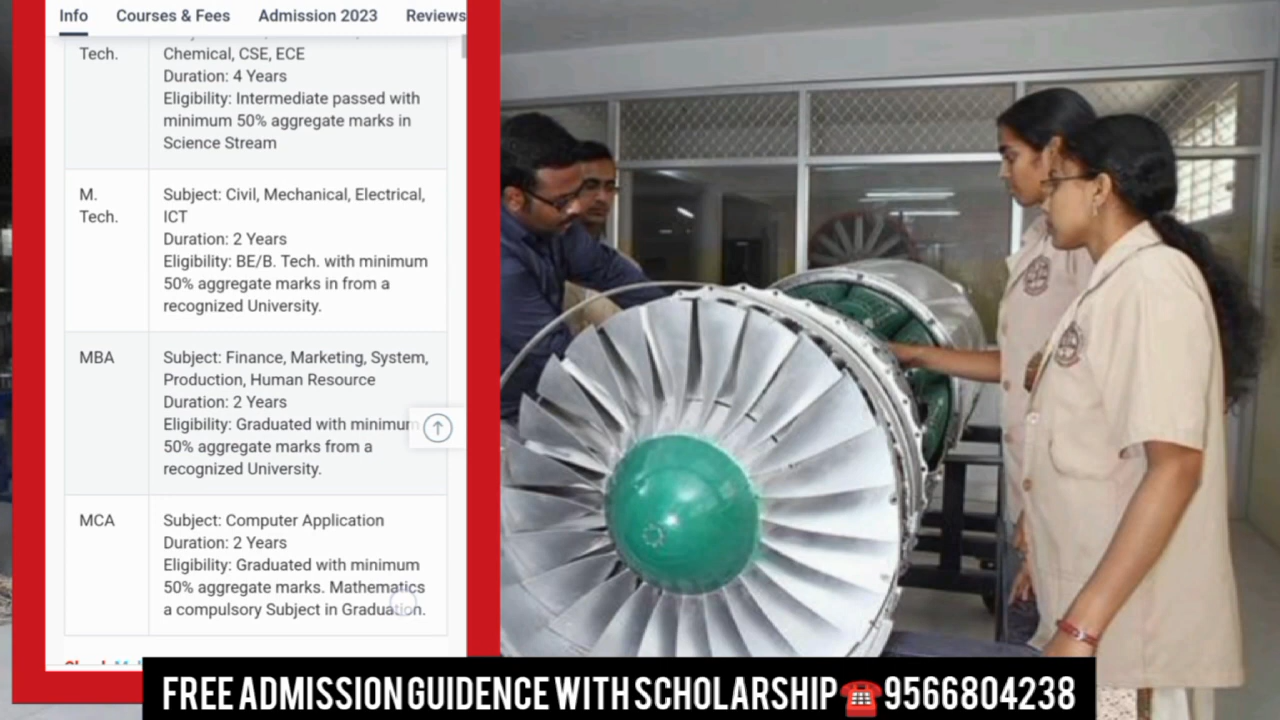 Info Courses & Fees Admission 2023 Reviews
Tech.
Chemical, CSE, ECE
Duration: 4 Years
Eligibility: Intermediate passed with
minimum 50% aggregate marks in
Science Stream
M.
Tech.
Subject: Civil, Mechanical, Electrical,
ICT
Duration: 2 Years
Eligibility: BE/B. Tech. with minimum
50% aggregate marks in from a
recognized University.
MBA
Subject: Finance, Marketing, System,
Production, Human Resource
Duration: 2 Years
Eligibility: Graduated with minimum
50% aggregate marks from a
recognized University.
MCA
Subject: Computer Application
Duration: 2 Years
Eligibility: Graduated with minimum
50% aggregate marks. Mathematics
a compulsory Subject in Graduation.
FREE ADMISSION GUIDENCE WITH SCHOLARSHIP☎️9566804238